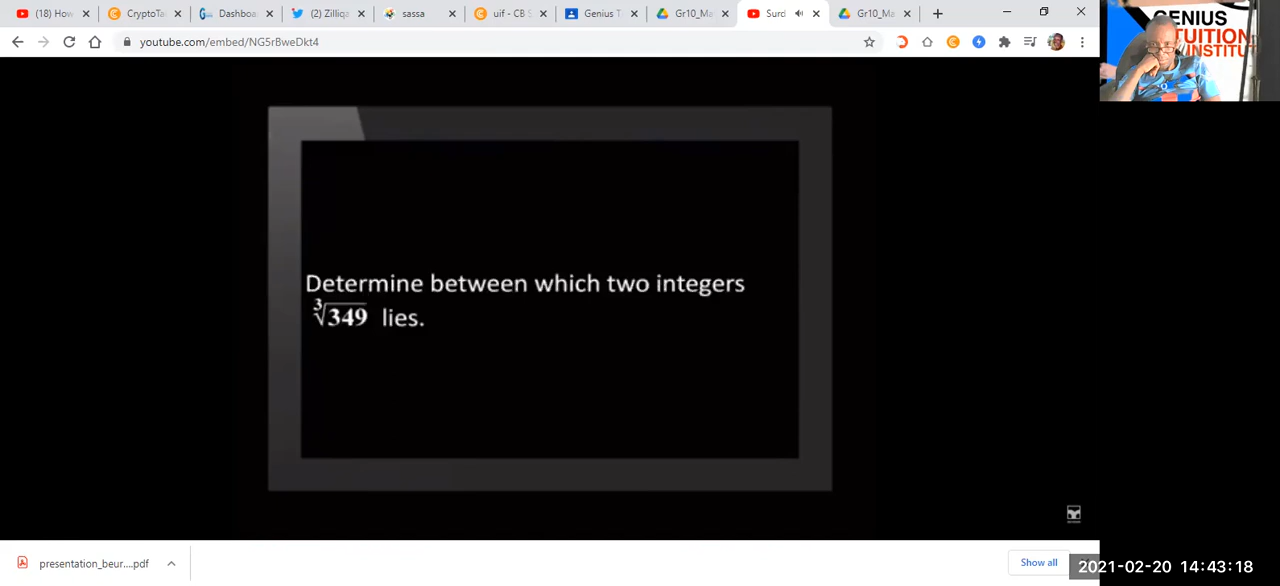 (18) How
CryptoTa
Dashboa
(2) Zilliqa
sassa
uif - CB S
Genius T
Gr10_Ma
Surd
Gr10_Ma
youtube.com/embed/NG5rBweDkt4
GENIUS
TUITION
INSTITU
Determine between which two integers
∛349 lies.
presentation_beur....pdf
Show all
2021-02-20 14:43:18